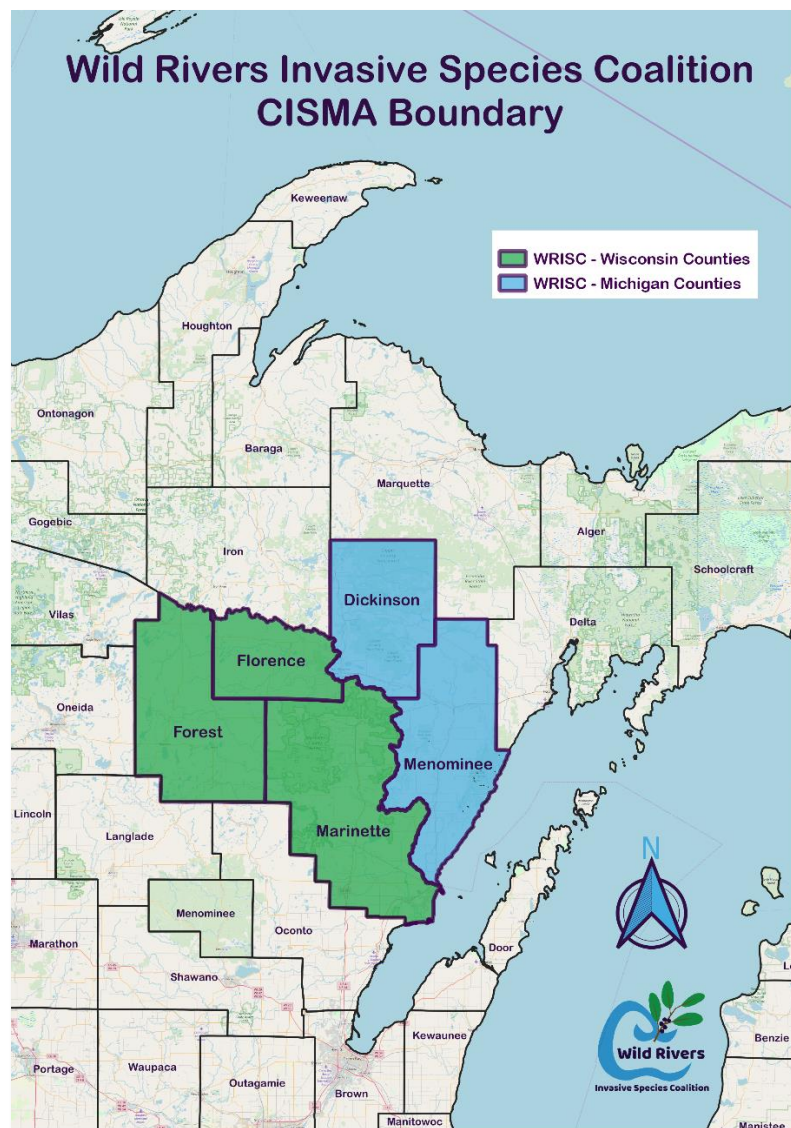 Wild Rivers Invasive Species Coalition
CISMA Boundary
Keweenaw
WRISC - Wisconsin Counties
WRISC - Michigan Counties
Houghton
Ontonagon
Baraga
Marquette
Gogebic
Iron
Alger
Schoolcraft
Vilas
Dickinson
Delta
Florence
Oneida
Forest
Menominee
Lincoln
Langlade
Marinette
N
Menominee
Oconto
Marathon
Door
Shawano
Kewaunee
Benzie
Portage
Waupaca
Outagamie
Brown
Wild Rivers
Invasive Species Coalition
Manitowoc
Manistee